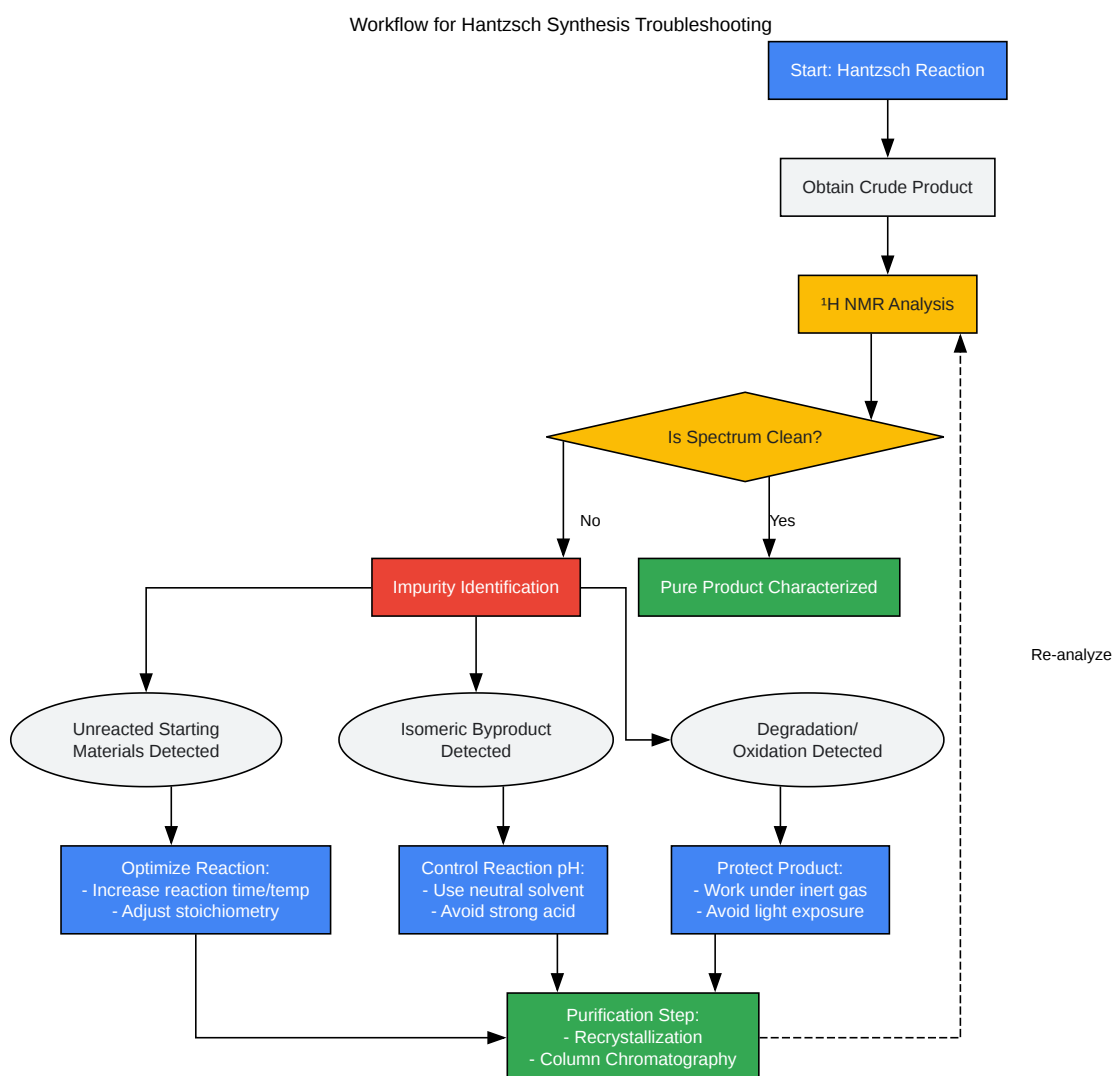 Workflow for Hantzsch Synthesis Troubleshooting
Start: Hantzsch Reaction
Obtain Crude Product
¹H NMR Analysis
Is Spectrum Clean?
No
Yes
Impurity Identification
Pure Product Characterized
Re-analyze
Unreacted Starting
Materials Detected
Isomeric Byproduct
Detected
Degradation/
Oxidation Detected
Optimize Reaction:
- Increase reaction time/temp
- Adjust stoichiometry
Control Reaction pH:
- Use neutral solvent
- Avoid strong acid
Protect Product:
- Work under inert gas
- Avoid light exposure
Purification Step:
- Recrystallization
- Column Chromatography